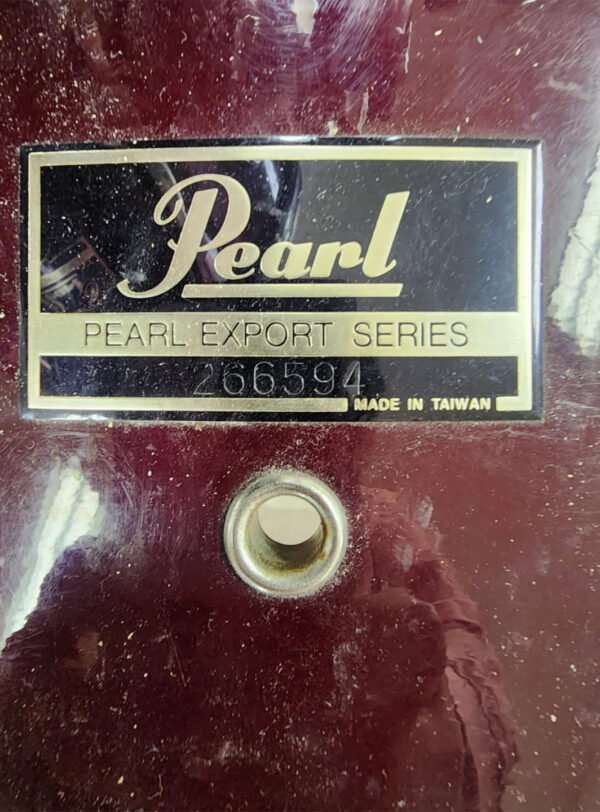 Pearl
PEARL EXPORT SERIES
266594
MADE IN TAIWAN